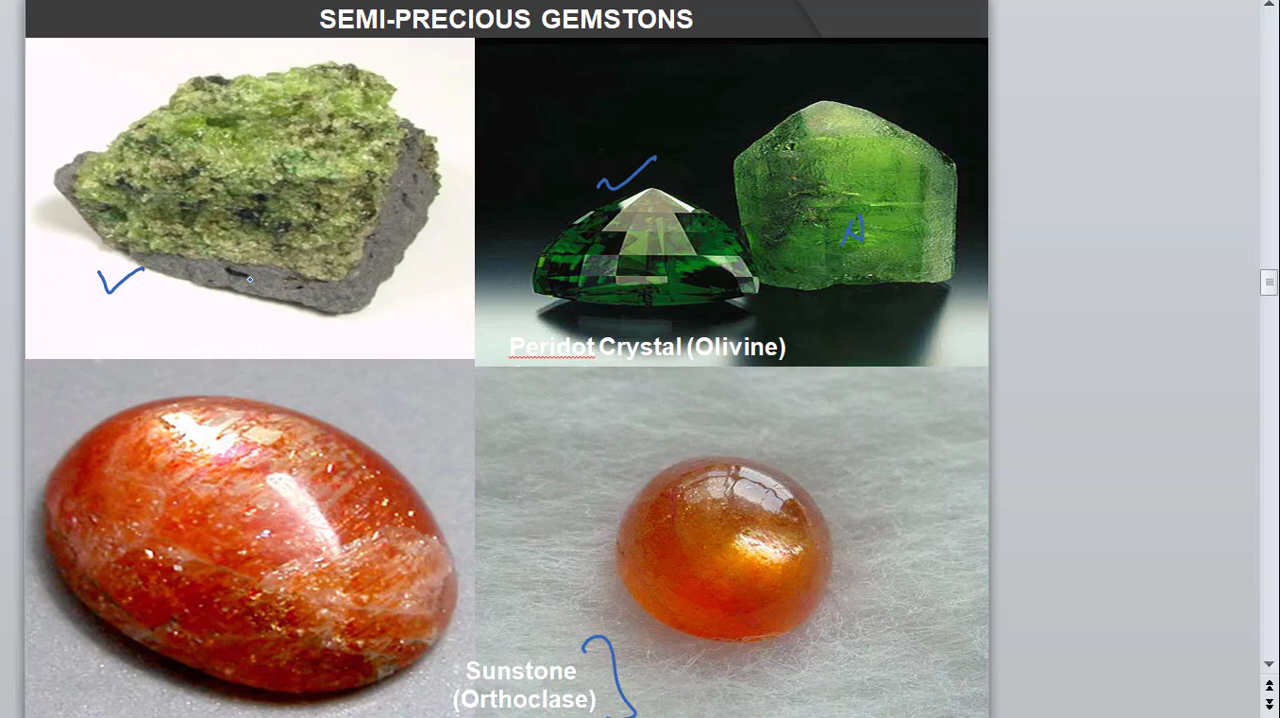 SEMI-PRECIOUS GEMSTONS
Peridot Crystal (Olivine)
Sunstone
(Orthoclase)